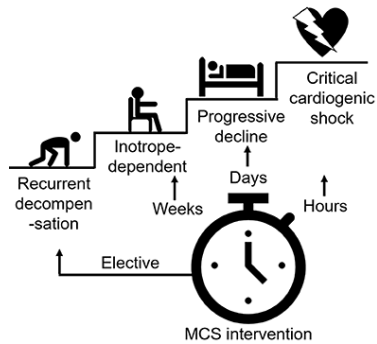 Critical
cardiogenic
shock
Progressive
decline
Inotrope-
dependent
Recurrent
decompen-
-sation
Days
Weeks
Hours
Elective
MCS intervention